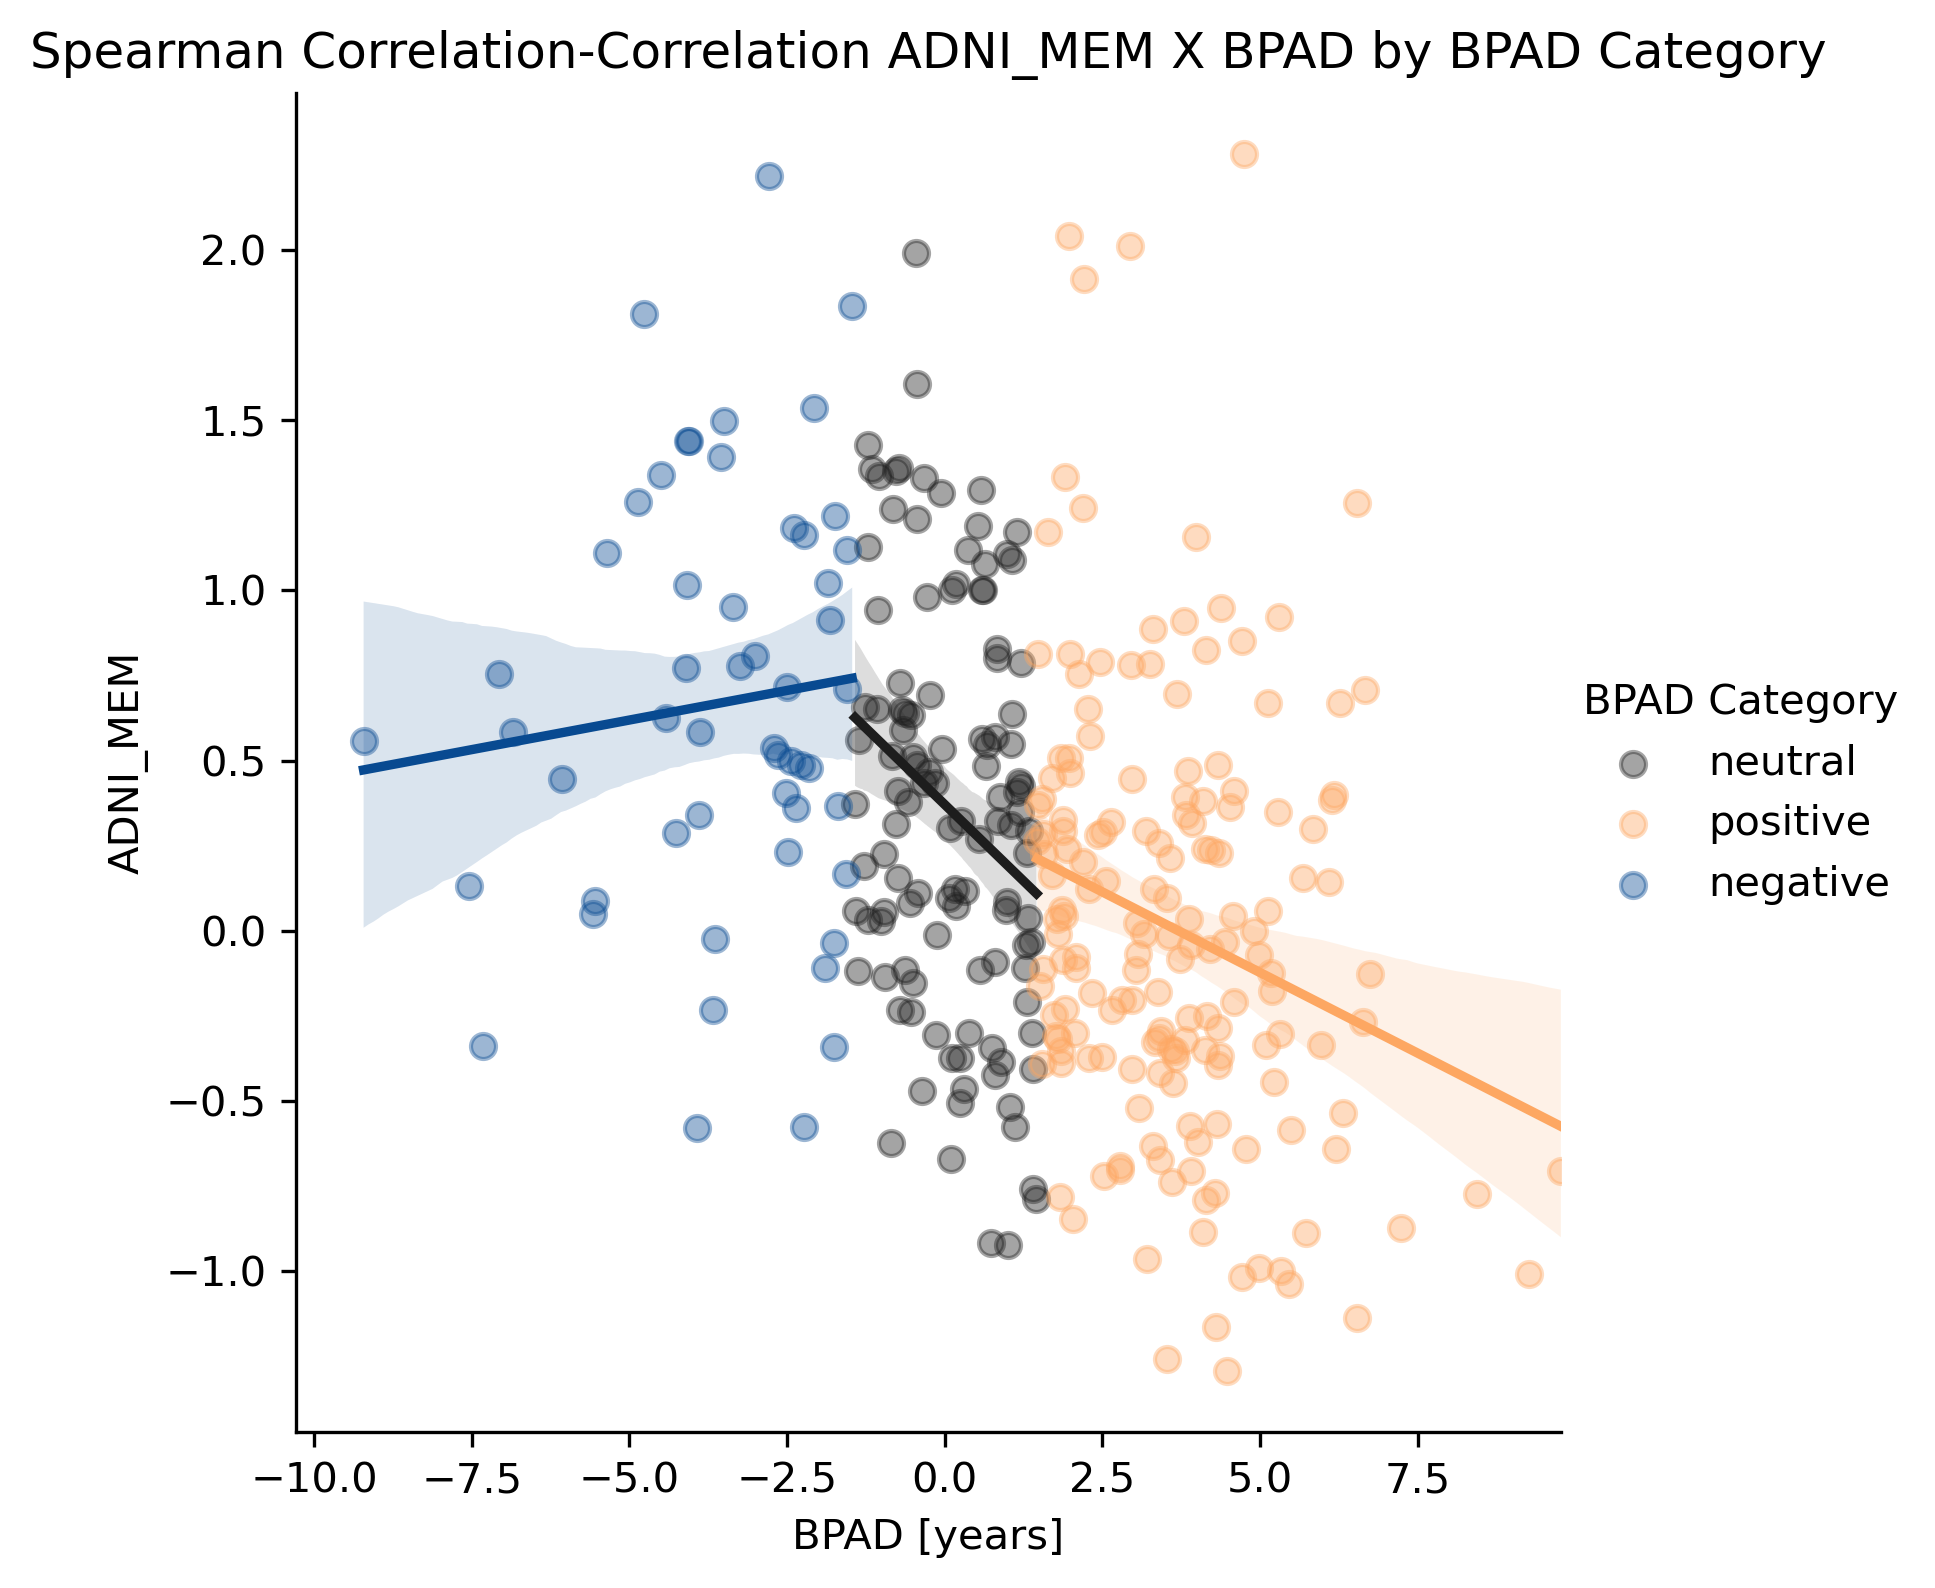 Spearman Correlation-Correlation ADNI_MEM X BPAD by BPAD Category
2.0
1.5
1.0
0.5
0.0
−0.5
−1.0
ADNI_MEM
−10.0 −7.5 −5.0 −2.5 0.0 2.5 5.0 7.5
BPAD [years]
BPAD Category
neutral
positive
negative